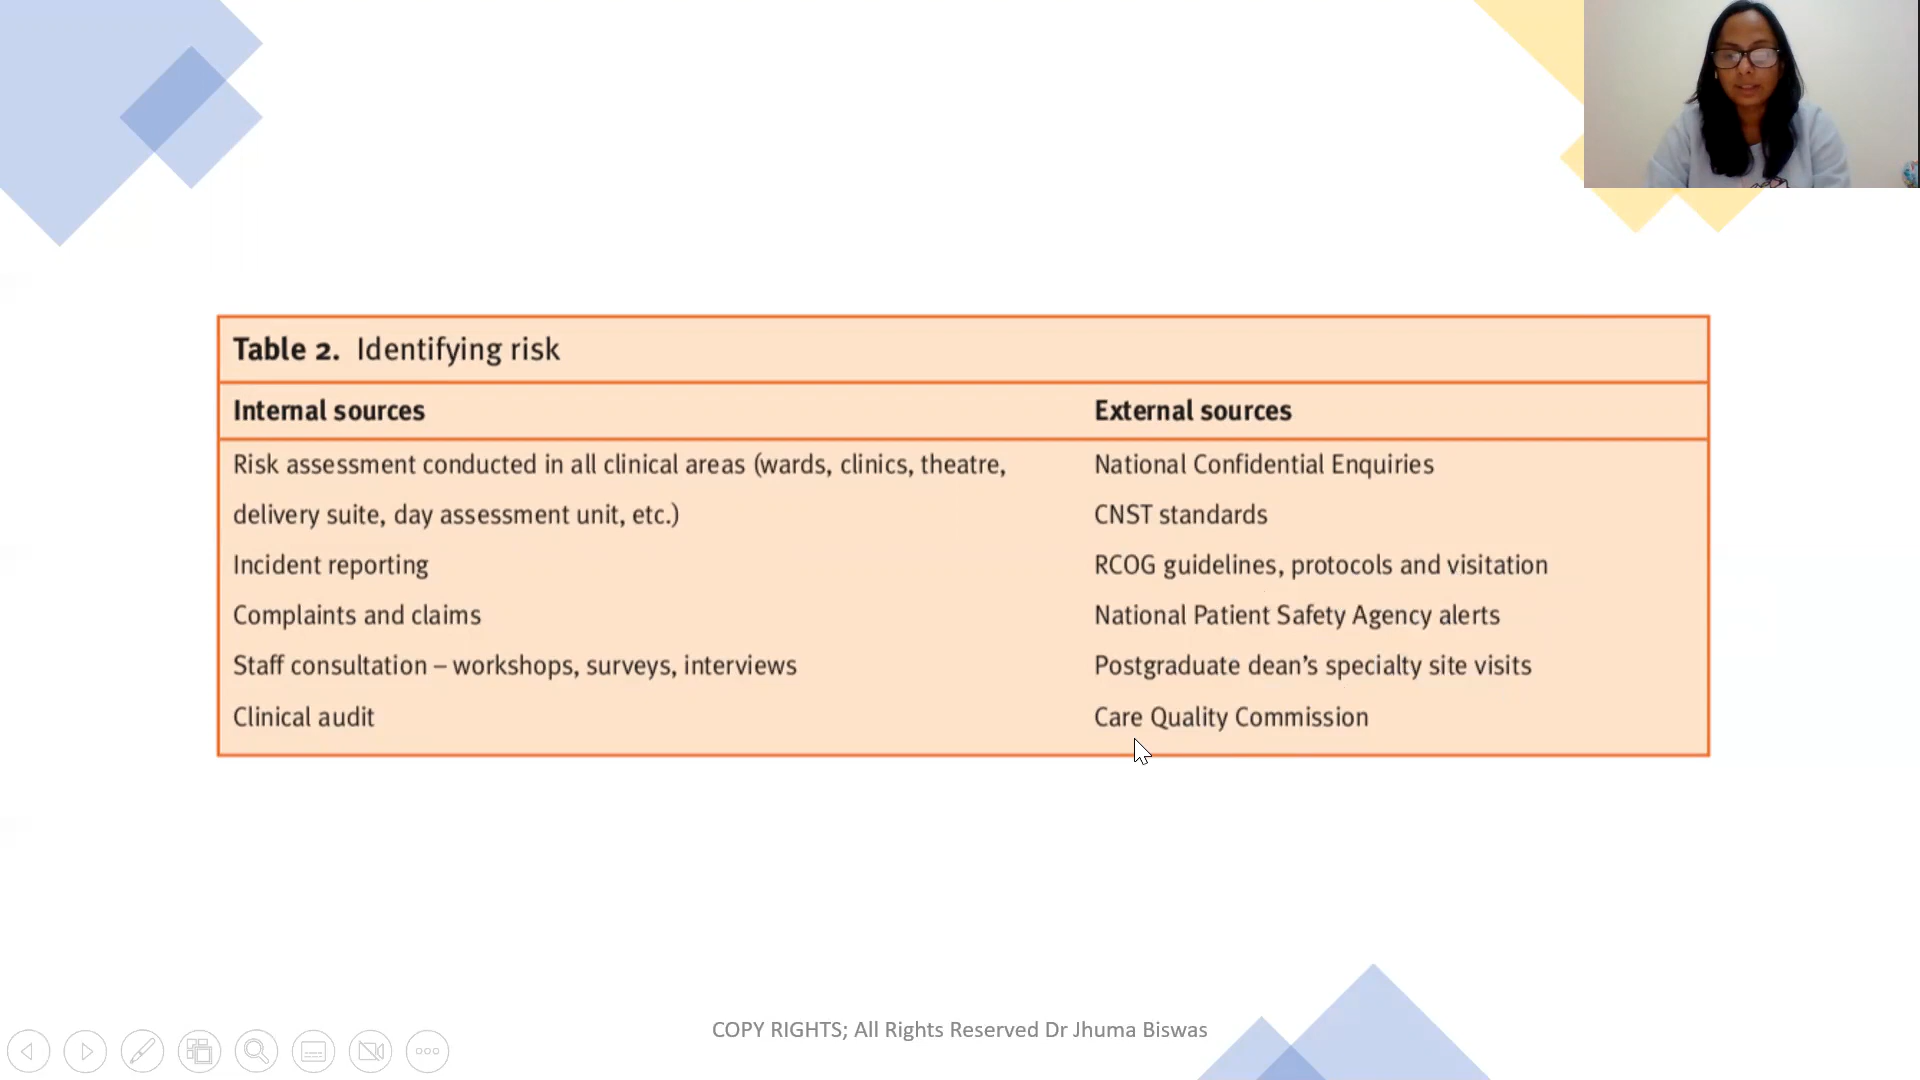 Table 2. Identifying risk
Internal sources
External sources
Risk assessment conducted in all clinical areas (wards, clinics, theatre,
delivery suite, day assessment unit, etc.)
Incident reporting
Complaints and claims
Staff consultation – workshops, surveys, interviews
Clinical audit
National Confidential Enquiries
CNST standards
RCOG guidelines, protocols and visitation
National Patient Safety Agency alerts
Postgraduate dean's specialty site visits
Care Quality Commission
COPY RIGHTS; All Rights Reserved Dr Jhuma Biswas